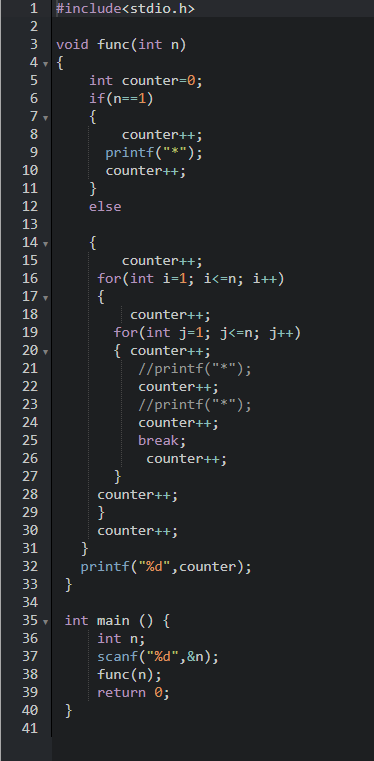 1 #include<stdio.h>
2
3 void func(int n)
4 {
5     int counter=0;
6     if(n==1)
7     {
8         counter++;
9       printf("*");
10       counter++;
11     }
12     else
13
14     {
15         counter++;
16      for(int i=1; i<=n; i++)
17      {
18          counter++;
19        for(int j=1; j<=n; j++)
20        { counter++;
21           //printf("*");
22           counter++;
23           //printf("*");
24           counter++;
25           break;
26            counter++;
27        }
28      counter++;
29      }
30      counter++;
31    }
32    printf("%d",counter);
33  }
34
35  int main () {
36      int n;
37      scanf("%d",&n);
38      func(n);
39      return 0;
40  }
41